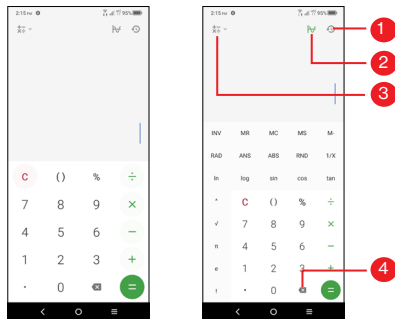 2:15 PM 95%
C ( ) % ÷
7 8 9 ×
4 5 6 −
1 2 3 +
· 0 =
2:15 PM 95%
INV MR MC MS M-
RAD ANS ABS RND 1/X
ln log sin cos tan
^ C ( ) % ÷
√ 7 8 9 ×
π 4 5 6 −
e 1 2 3 +
! · 0 =
1
2
3
4